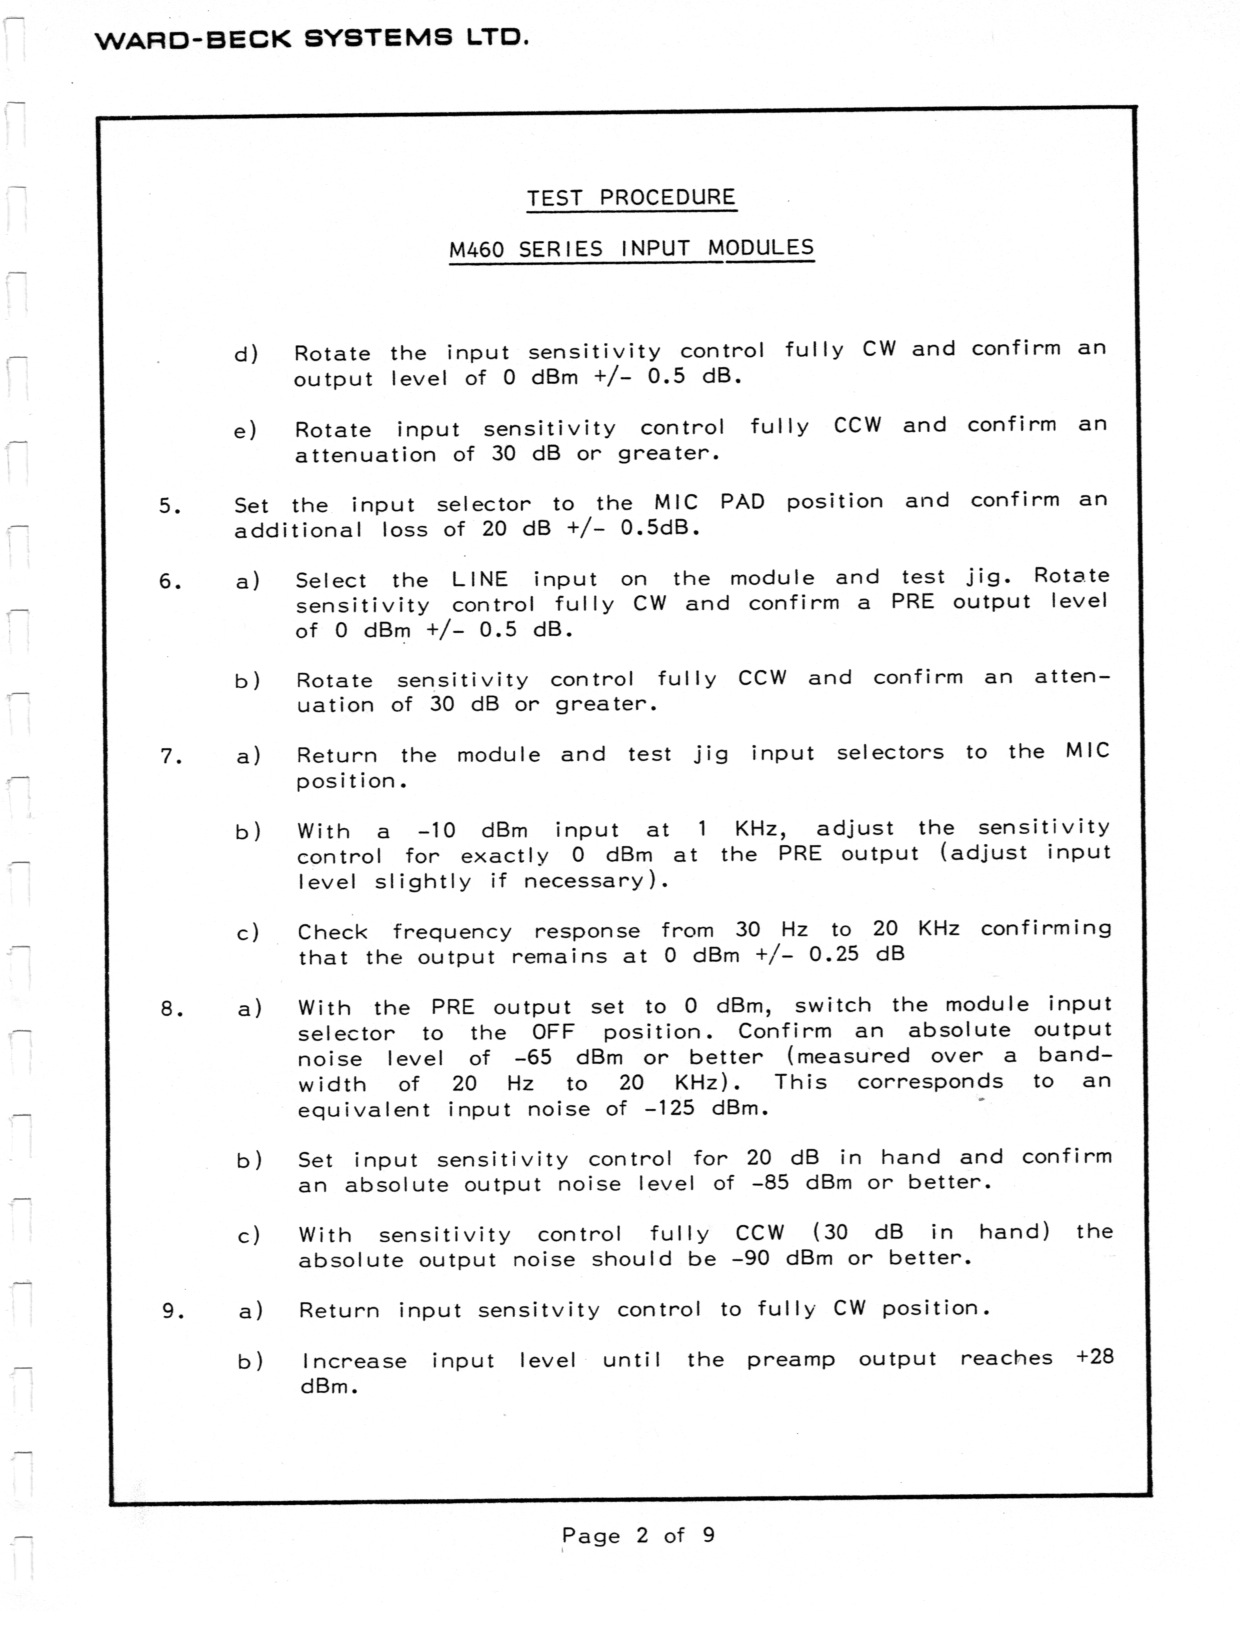 WARD-BECK SYSTEMS LTD.
TEST PROCEDURE
M460 SERIES INPUT MODULES
d) Rotate the input sensitivity control fully CW and confirm an
output level of 0 dBm +/- 0.5 dB.
e) Rotate input sensitivity control fully CCW and confirm an
attenuation of 30 dB or greater.
5. Set the input selector to the MIC PAD position and confirm an
additional loss of 20 dB +/- 0.5dB.
6. a) Select the LINE input on the module and test jig. Rotate
sensitivity control fully CW and confirm a PRE output level
of 0 dBm +/- 0.5 dB.
b) Rotate sensitivity control fully CCW and confirm an atten-
uation of 30 dB or greater.
7. a) Return the module and test jig input selectors to the MIC
position.
b) With a -10 dBm input at 1 KHz, adjust the sensitivity
control for exactly 0 dBm at the PRE output (adjust input
level slightly if necessary).
c) Check frequency response from 30 Hz to 20 KHz confirming
that the output remains at 0 dBm +/- 0.25 dB
8. a) With the PRE output set to 0 dBm, switch the module input
selector to the OFF position. Confirm an absolute output
noise level of -65 dBm or better (measured over a band-
width of 20 Hz to 20 KHz). This corresponds to an
equivalent input noise of -125 dBm.
b) Set input sensitivity control for 20 dB in hand and confirm
an absolute output noise level of -85 dBm or better.
c) With sensitivity control fully CCW (30 dB in hand) the
absolute output noise should be -90 dBm or better.
9. a) Return input sensitvity control to fully CW position.
b) Increase input level until the preamp output reaches +28
dBm.
Page 2 of 9